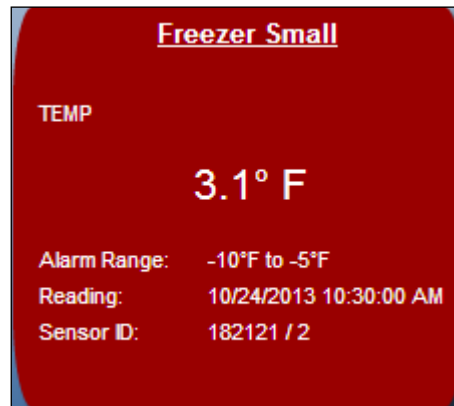 Freezer Small
TEMP
3.1° F
Alarm Range: -10°F to -5°F
Reading: 10/24/2013 10:30:00 AM
Sensor ID: 182121 / 2